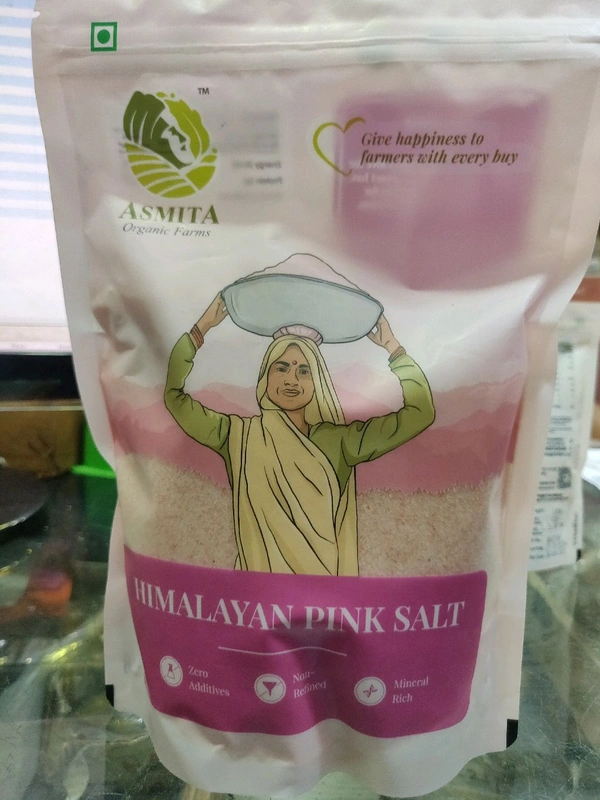 TM
ASMITA
Organic Farms
Give happiness to
farmers with every buy
HIMALAYAN PINK SALT
Zero
Additives
Non-
Refined
Mineral
Rich